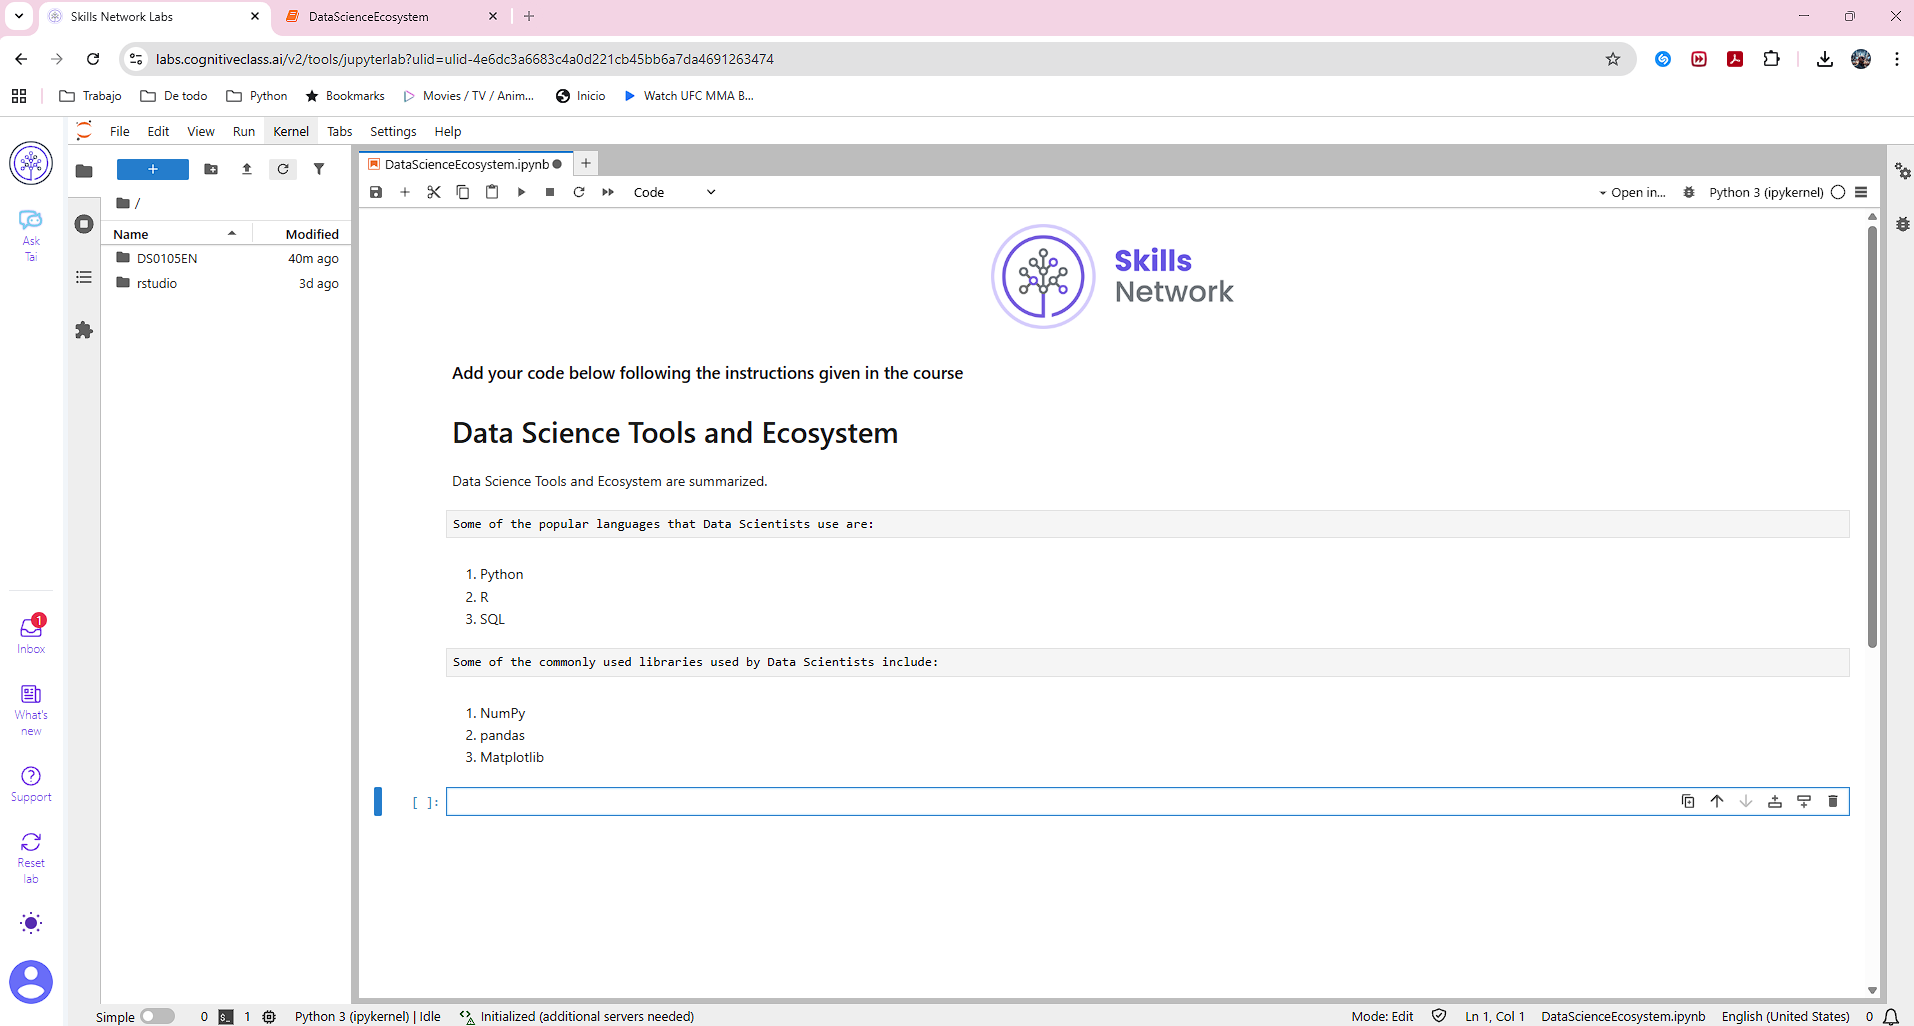 Skills Network Labs
DataScienceEcosystem
labs.cognitiveclass.ai/v2/tools/jupyterlab?ulid=ulid-4e6dc3a6683c4a0d221cb45bb6a7da4691263474
Trabajo De todo Python Bookmarks Movies / TV / Anim... Inicio Watch UFC MMA B...
File Edit View Run Kernel Tabs Settings Help
DataScienceEcosystem.ipynb
Code
Open in...
Python 3 (ipykernel)
/
Name Modified
DS0105EN 40m ago
rstudio 3d ago
Ask
Tai
1
Inbox
What's
new
Support
Reset
lab
Skills
Network
Add your code below following the instructions given in the course
Data Science Tools and Ecosystem
Data Science Tools and Ecosystem are summarized.
Some of the popular languages that Data Scientists use are:
1. Python
2. R
3. SQL
Some of the commonly used libraries used by Data Scientists include:
1. NumPy
2. pandas
3. Matplotlib
[ ]:
Simple 0 $_ 1 Python 3 (ipykernel) | Idle Initialized (additional servers needed) Mode: Edit Ln 1, Col 1 DataScienceEcosystem.ipynb English (United States) 0